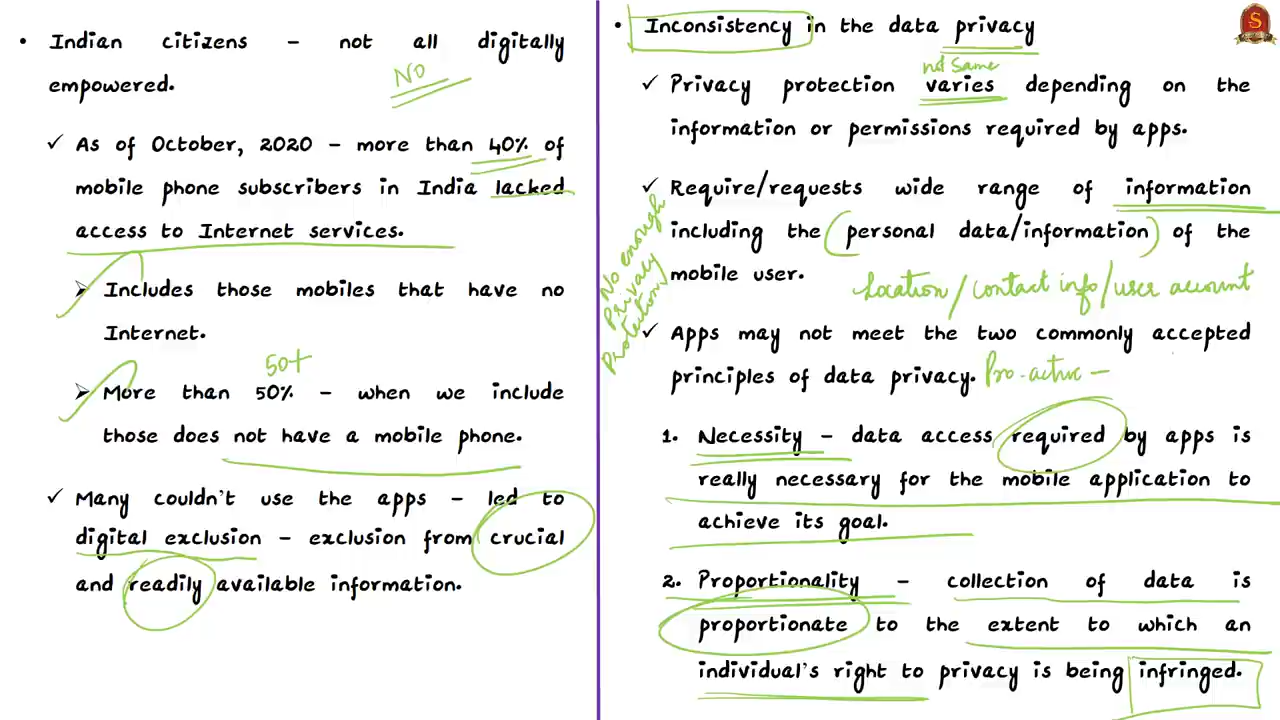 • Indian citizens – not all digitally
empowered.
No
✓ As of October, 2020 – more than 40% of
mobile phone subscribers in India lacked
access to Internet services.
➢ Includes those mobiles that have no
Internet.
50+
➢ More than 50% – when we include
those does not have a mobile phone.
✓ Many couldn't use the apps – led to
digital exclusion – exclusion from crucial
and readily available information.
• Inconsistency in the data privacy
not same
✓ Privacy protection varies depending on the
information or permissions required by apps.
✓ Require/requests wide range of information
including the personal data/information of the
mobile user.
Location/contact info/user account
No enough
Privacy
Protection
✓ Apps may not meet the two commonly accepted
principles of data privacy. Pro-active –
1. Necessity – data access required by apps is
really necessary for the mobile application to
achieve its goal.
2. Proportionality – collection of data is
proportionate to the extent to which an
individual's right to privacy is being infringed.
S